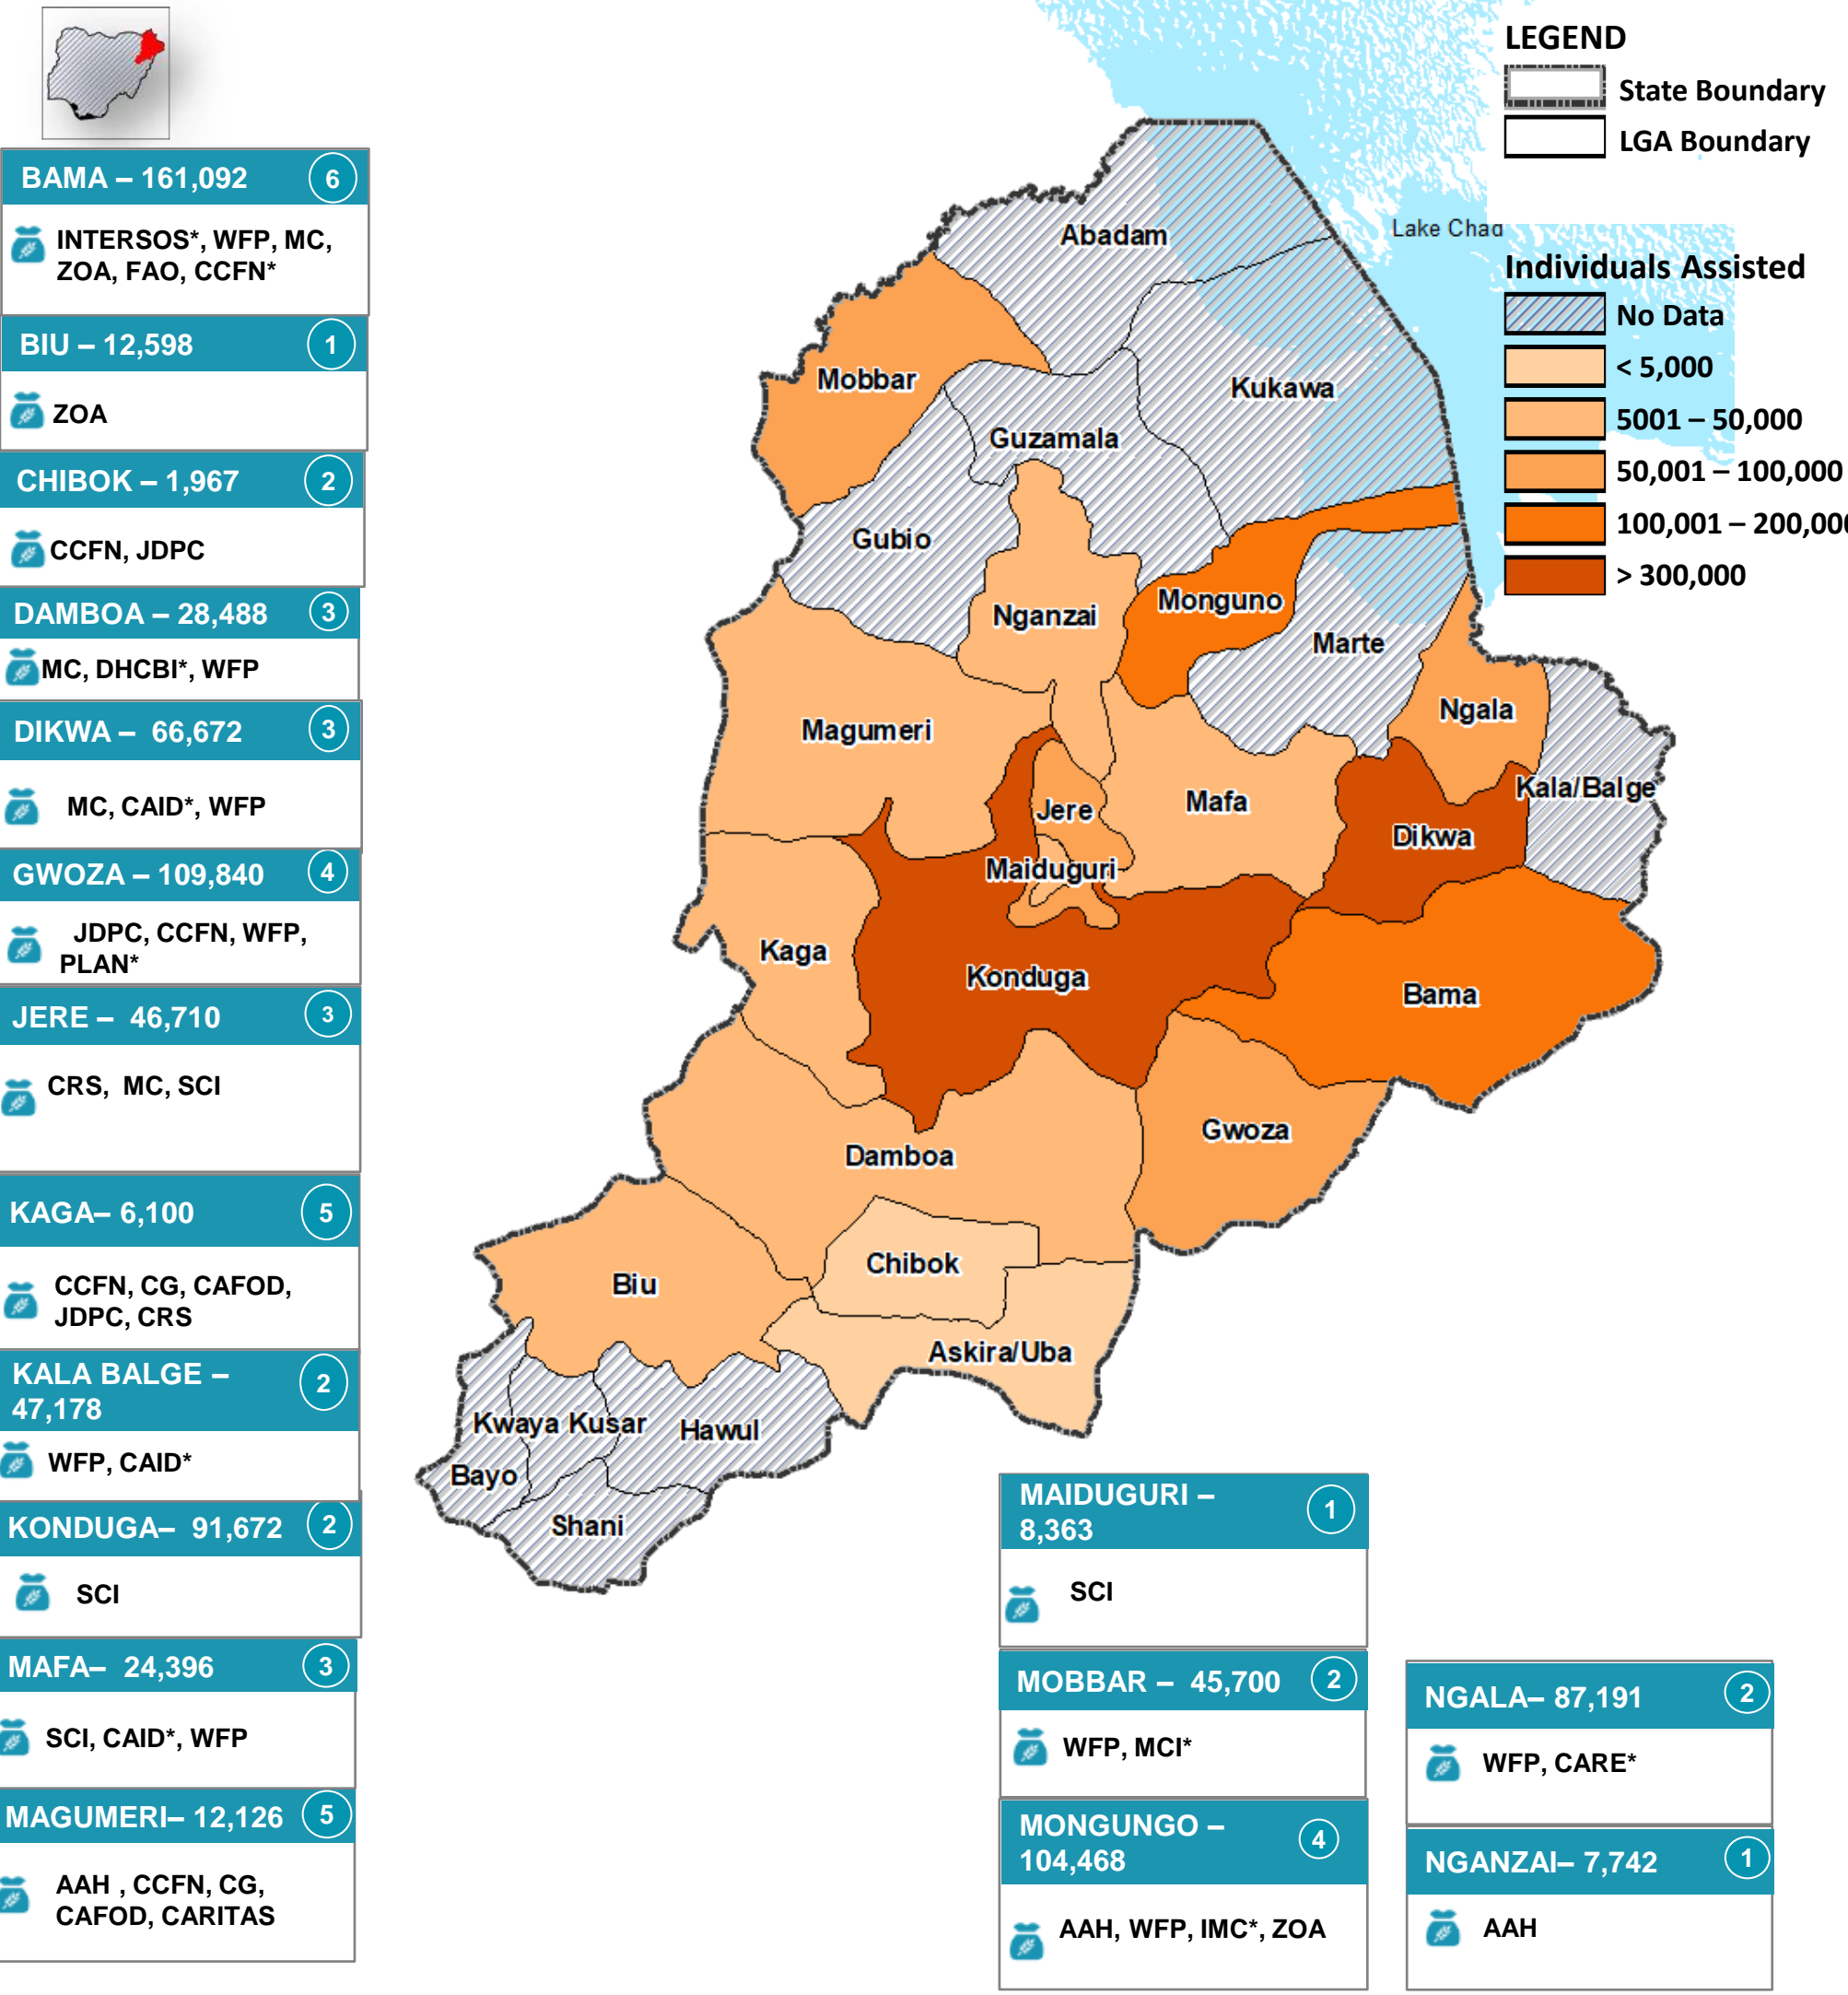 BAMA – 161,092 6
INTERSOS*, WFP, MC,
ZOA, FAO, CCFN*
BIU – 12,598 1
ZOA
CHIBOK – 1,967 2
CCFN, JDPC
DAMBOA – 28,488 3
MC, DHCBI*, WFP
DIKWA – 66,672 3
MC, CAID*, WFP
GWOZA – 109,840 4
JDPC, CCFN, WFP,
PLAN*
JERE – 46,710 3
CRS, MC, SCI
KAGA– 6,100 5
CCFN, CG, CAFOD,
JDPC, CRS
KALA BALGE –
47,178 2
WFP, CAID*
KONDUGA– 91,672 2
SCI
MAFA– 24,396 3
SCI, CAID*, WFP
MAGUMERI– 12,126 5
AAH , CCFN, CG,
CAFOD, CARITAS
LEGEND
State Boundary
LGA Boundary
Lake Chad
Individuals Assisted
No Data
< 5,000
5001 – 50,000
50,001 – 100,000
100,001 – 200,000
> 300,000
Abadam
Mobbar
Kukawa
Guzamala
Gubio
Nganzai
Monguno
Marte
Ngala
Magumeri
Kala/Balge
Jere
Mafa
Dikwa
Maiduguri
Kaga
Konduga
Bama
Gwoza
Damboa
Chibok
Biu
Askira/Uba
Kwaya Kusar
Hawul
Bayo
Shani
MAIDUGURI –
8,363 1
SCI
MOBBAR – 45,700 2
WFP, MCI*
MONGUNGO –
104,468 4
AAH, WFP, IMC*, ZOA
NGALA– 87,191 2
WFP, CARE*
NGANZAI– 7,742 1
AAH